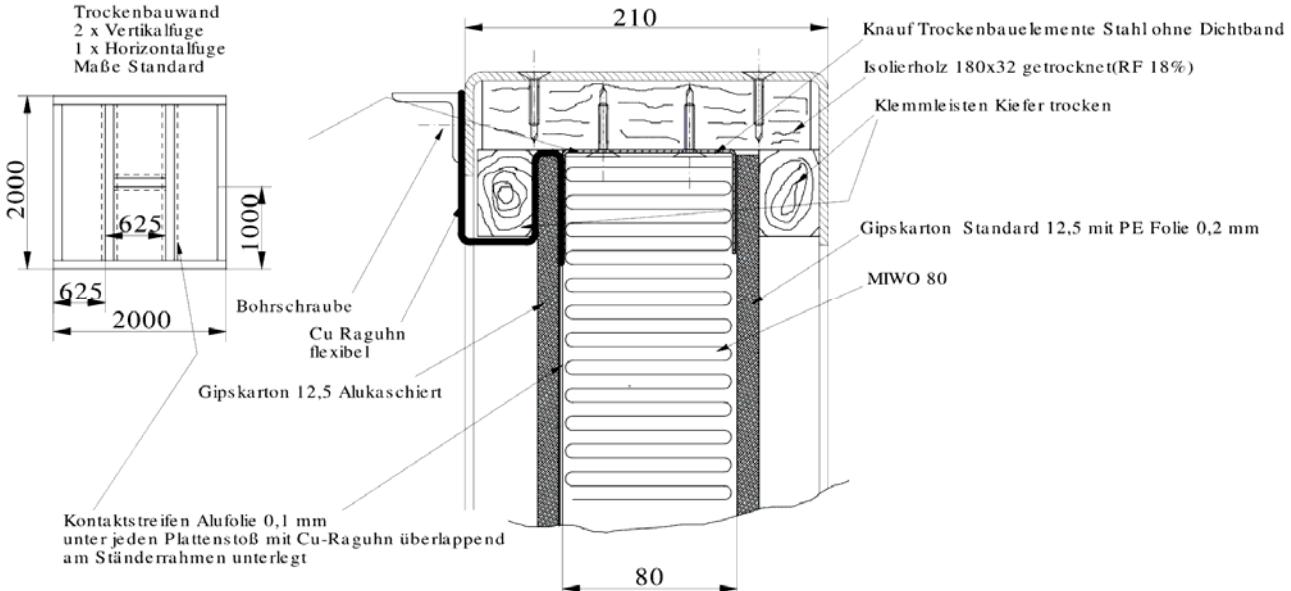 Trockenbauwand
2 x Vertikalfuge
1 x Horizontalfuge
Maße Standard
210
Knauf Trockenbauelemente Stahl ohne Dichtband
Isolierholz 180x32 getrocknet(RF 18%)
Klemmleisten Kiefer trocken
2000
625
1000
625
2000
Gipskarton Standard 12,5 mit PE Folie 0,2 mm
MIWO 80
Bohrschraube
Cu Raguhn
flexibel
Gipskarton 12,5 Alukaschiert
Kontaktstreifen Alufolie 0,1 mm
unter jeden Plattenstoß mit Cu-Raguhn überlappend
am Ständerrahmen unterlegt
80